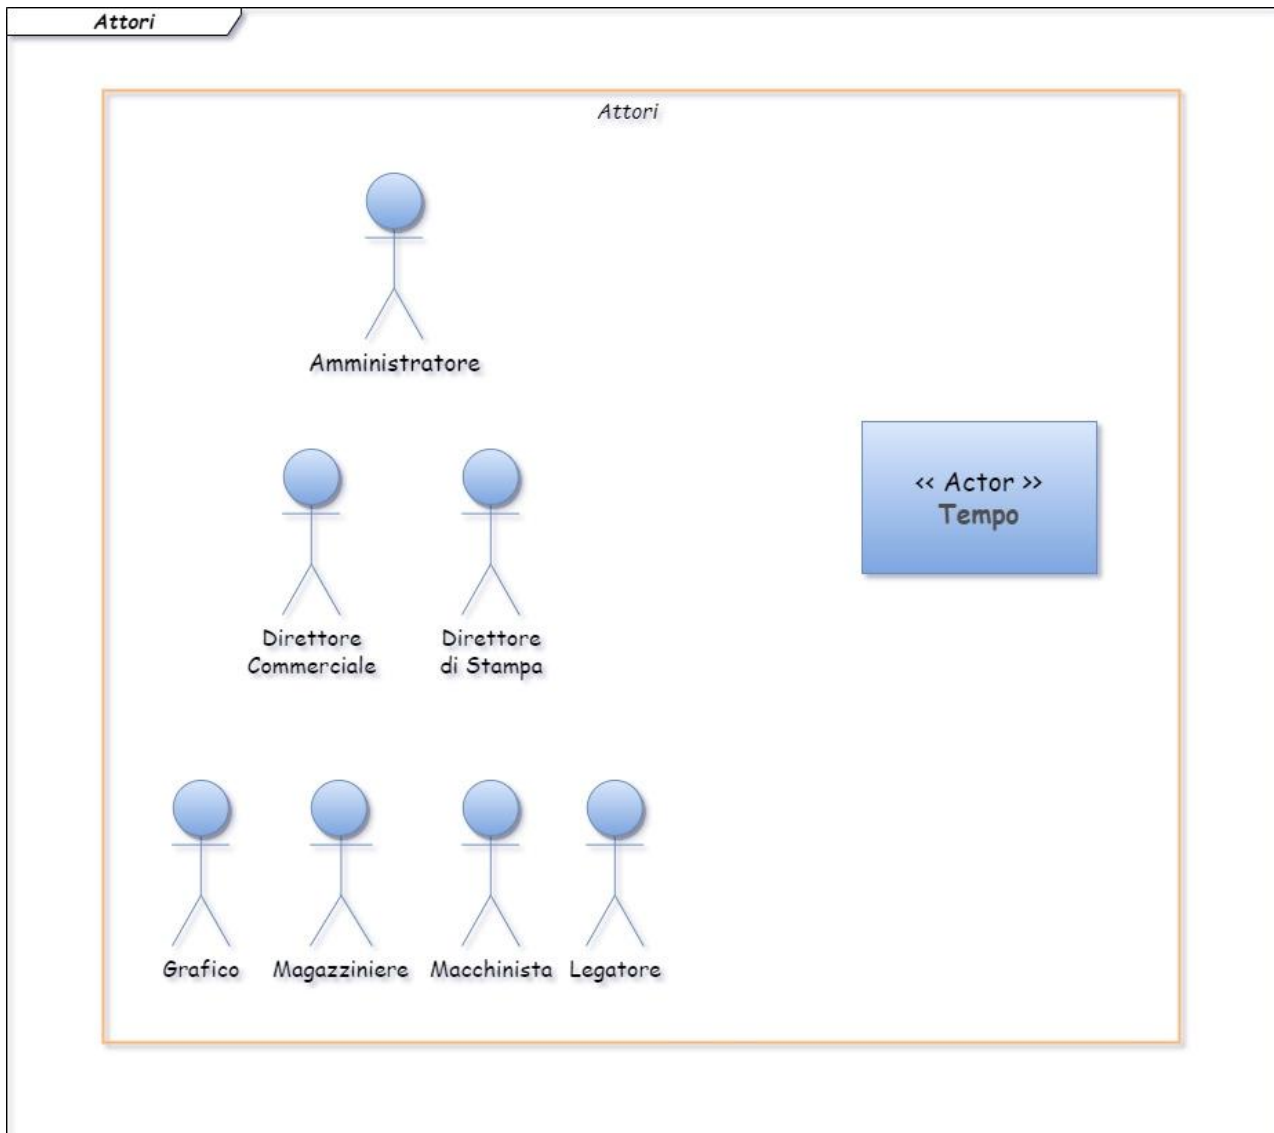 Attori
Attori
Amministratore
<< Actor >>
Tempo
Direttore
Commerciale
Direttore
di Stampa
Grafico
Magazziniere
Macchinista
Legatore